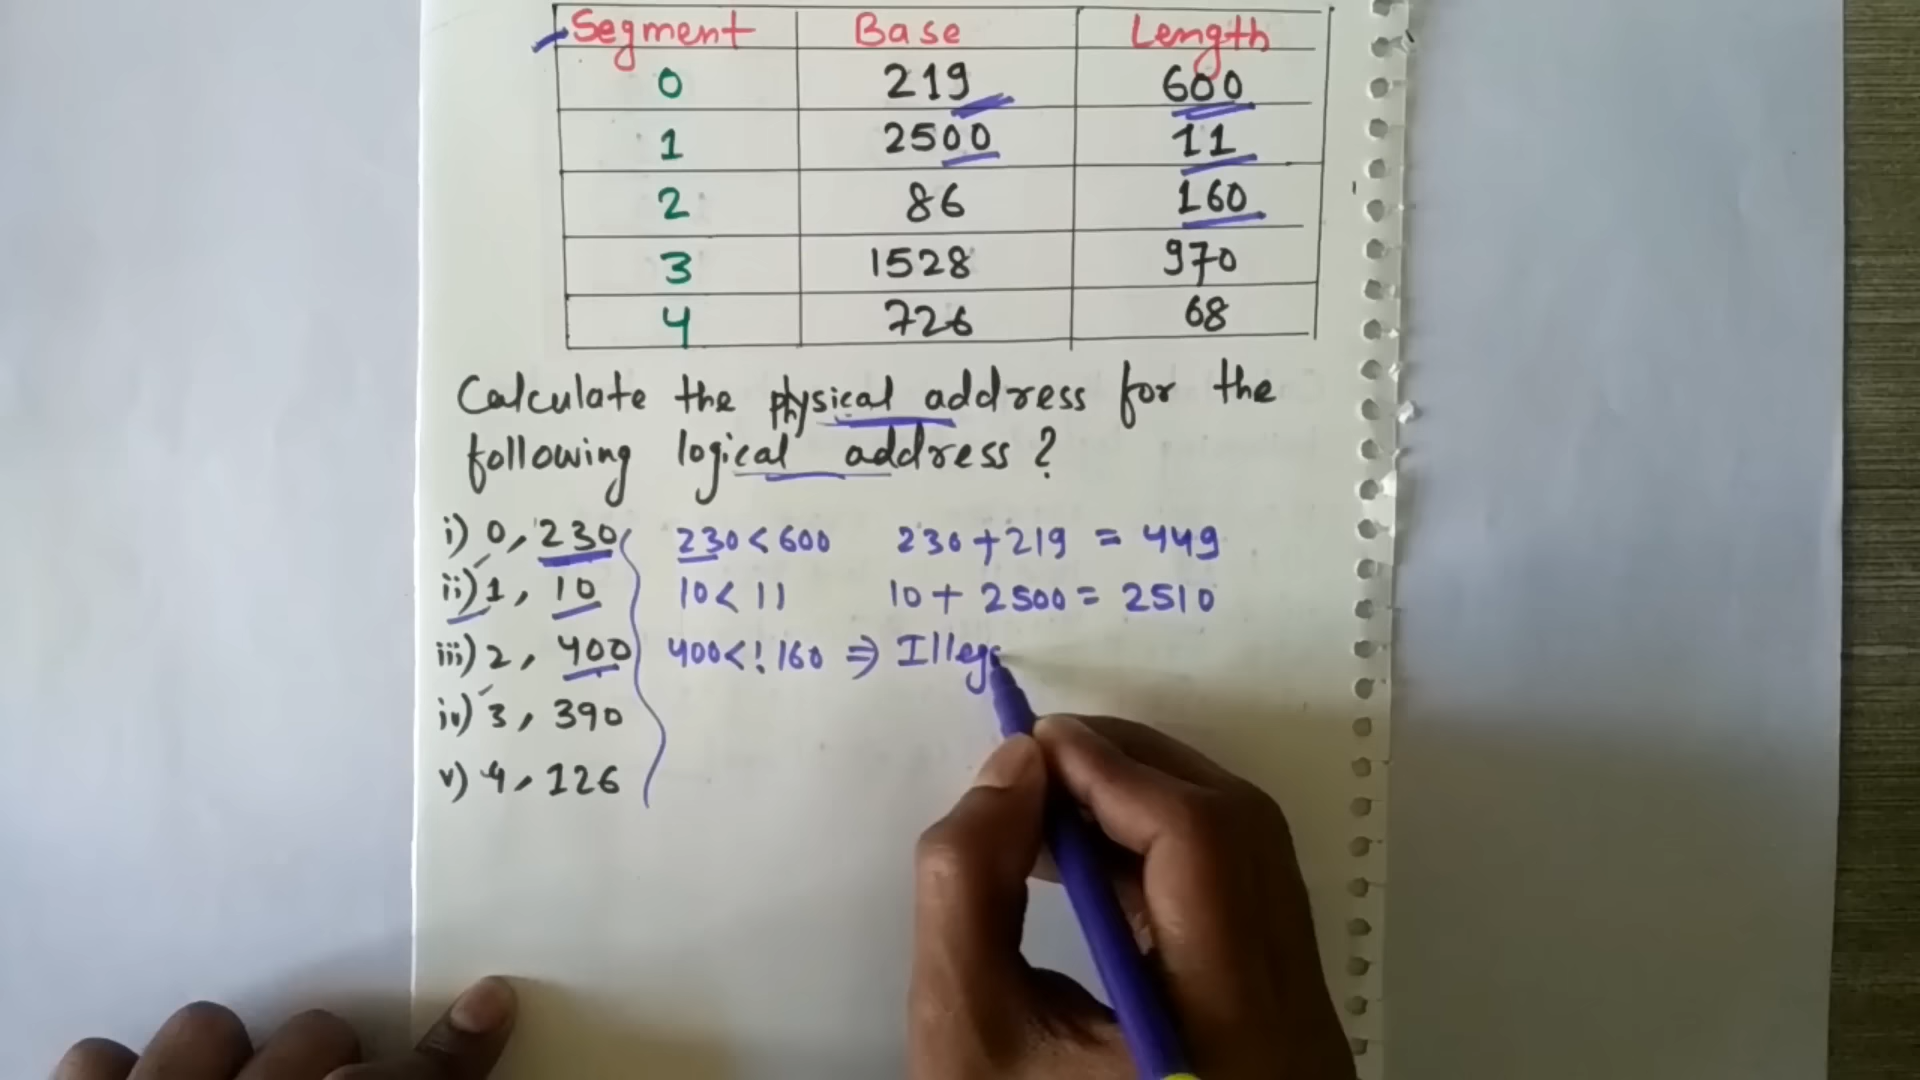 Segment Base Length
0 219 600
1 2500 11
2 86 160
3 1528 970
4 726 68
Calculate the physical address for the
following logical address?
i) 0, 230 230<600 230+219 = 449
ii) 1, 10 10<11 10+ 2500= 2510
iii) 2, 400 400<! 160 ⇒ Illeg
iv) 3, 390
v) 4, 126